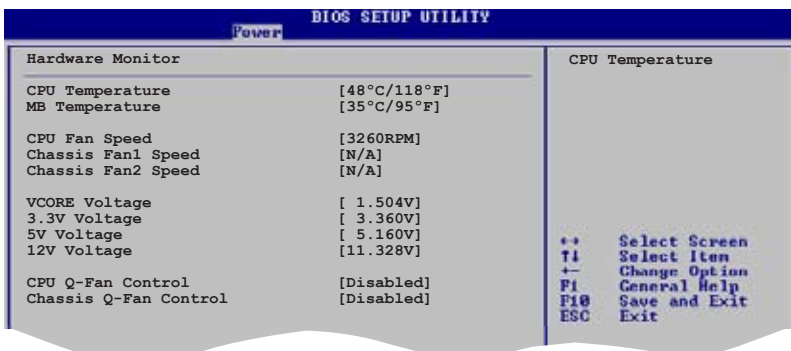 BIOS SETUP UTILITY
Power
Hardware Monitor
CPU Temperature [48°C/118°F]
MB Temperature [35°C/95°F]
CPU Fan Speed [3260RPM]
Chassis Fan1 Speed [N/A]
Chassis Fan2 Speed [N/A]
VCORE Voltage [ 1.504V]
3.3V Voltage [ 3.360V]
5V Voltage [ 5.160V]
12V Voltage [11.328V]
CPU Q-Fan Control [Disabled]
Chassis Q-Fan Control [Disabled]
CPU Temperature
↔ Select Screen
↑↓ Select Item
+- Change Option
F1 General Help
F10 Save and Exit
ESC Exit